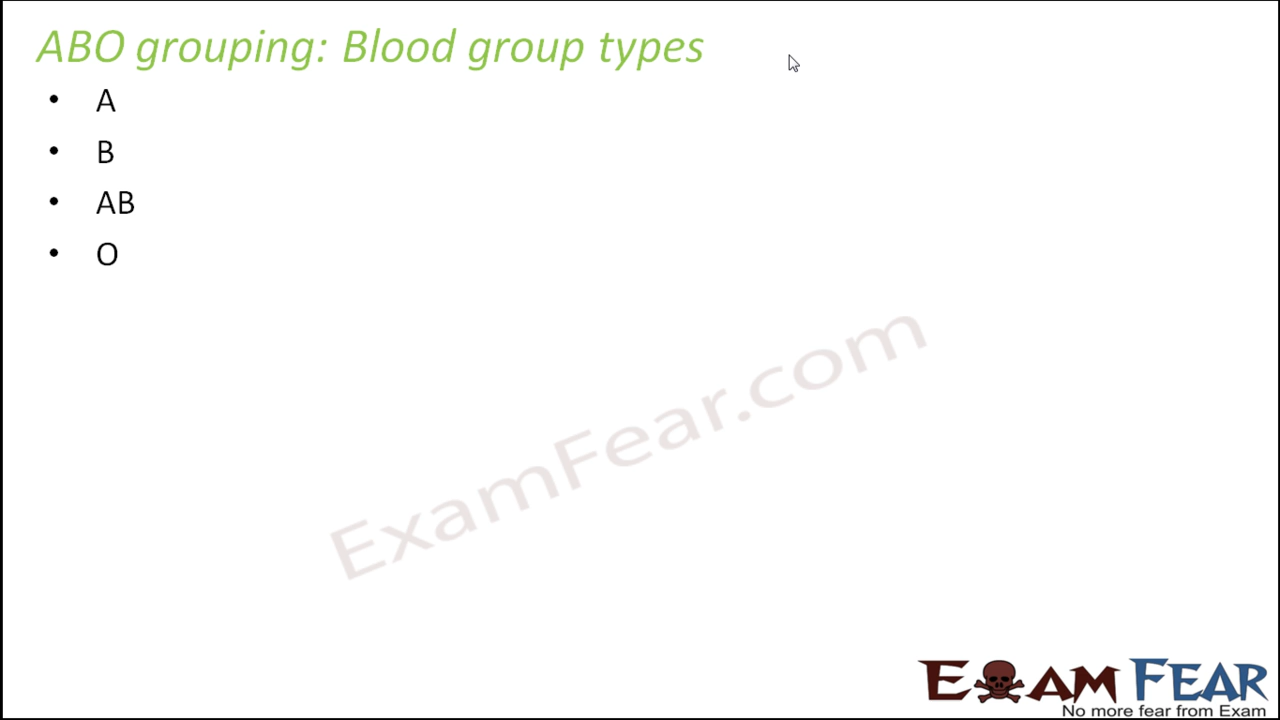 ABO grouping: Blood group types
• A
• B
• AB
• O
ExamFear.com
EXAM FEAR
No more fear from Exam